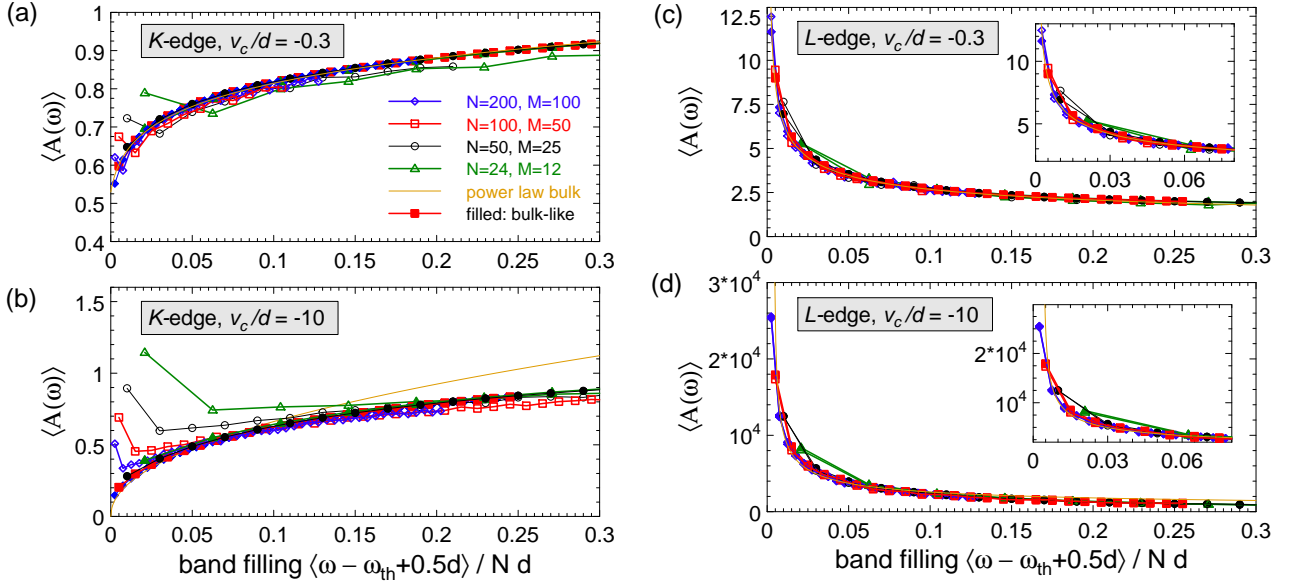 (a)
K-edge, v_c/d = -0.3
⟨A(ω)⟩
1
0.9
0.8
0.7
0.6
0.5
0.4
N=200, M=100
N=100, M=50
N=50, M=25
N=24, M=12
power law bulk
filled: bulk-like
0 0.05 0.1 0.15 0.2 0.25 0.3
(b)
K-edge, v_c/d = -10
⟨A(ω)⟩
1.5
1
0.5
0
0 0.05 0.1 0.15 0.2 0.25 0.3
band filling ⟨ω – ω_th+0.5d⟩ / N d
(c)
L-edge, v_c/d = -0.3
⟨A(ω)⟩
12.5
10
7.5
5
2.5
0
10
5
0 0.03 0.06
0 0.05 0.1 0.15 0.2 0.25 0.3
(d)
L-edge, v_c/d = -10
⟨A(ω)⟩
3*10^4
2*10^4
10^4
0
2*10^4
10^4
0 0.03 0.06
0 0.05 0.1 0.15 0.2 0.25 0.3
band filling ⟨ω – ω_th+0.5d⟩ / N d